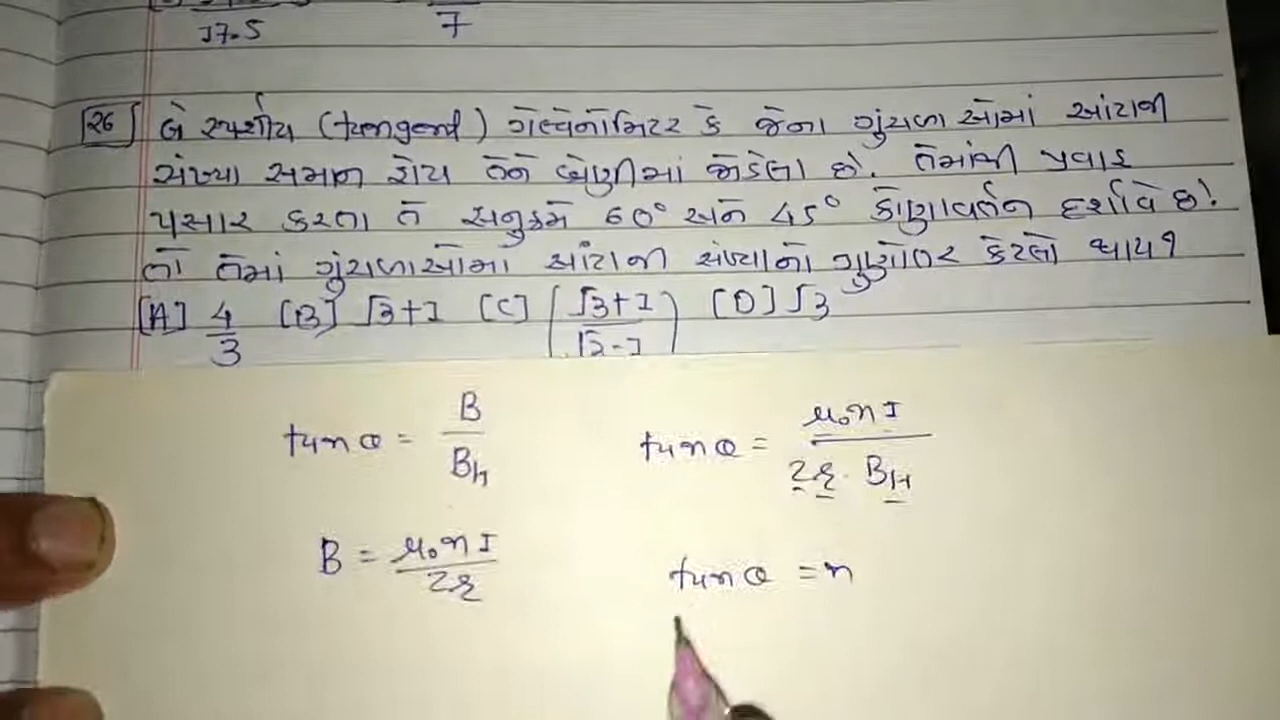 17.5 7
26 બે સ્પર્શીય (tangend) ગેલ્વેનોમિટર કે જેના ગુંચળા ઓમાં આંટાની
સંખ્યા સમાન હોય તેને શ્રેણીમાં જોડેલા છે. તેમાંથી પ્રવાહ
પસાર કરતા તે અનુક્રમે 60° અને 45° કોણાવર્તન દર્શાવે છે!
તો તેમાં ગુંચળાઓમાં આંટાની સંખ્યાનો ગુણોતર કેટલો થાય?
[A] 4/3 [B] √3+1 [C] (√3+1/√3-1) [D] √3
tan θ = B/BH tan θ = μ₀nI/2r · BH
B = μ₀nI/2r tan θ = n